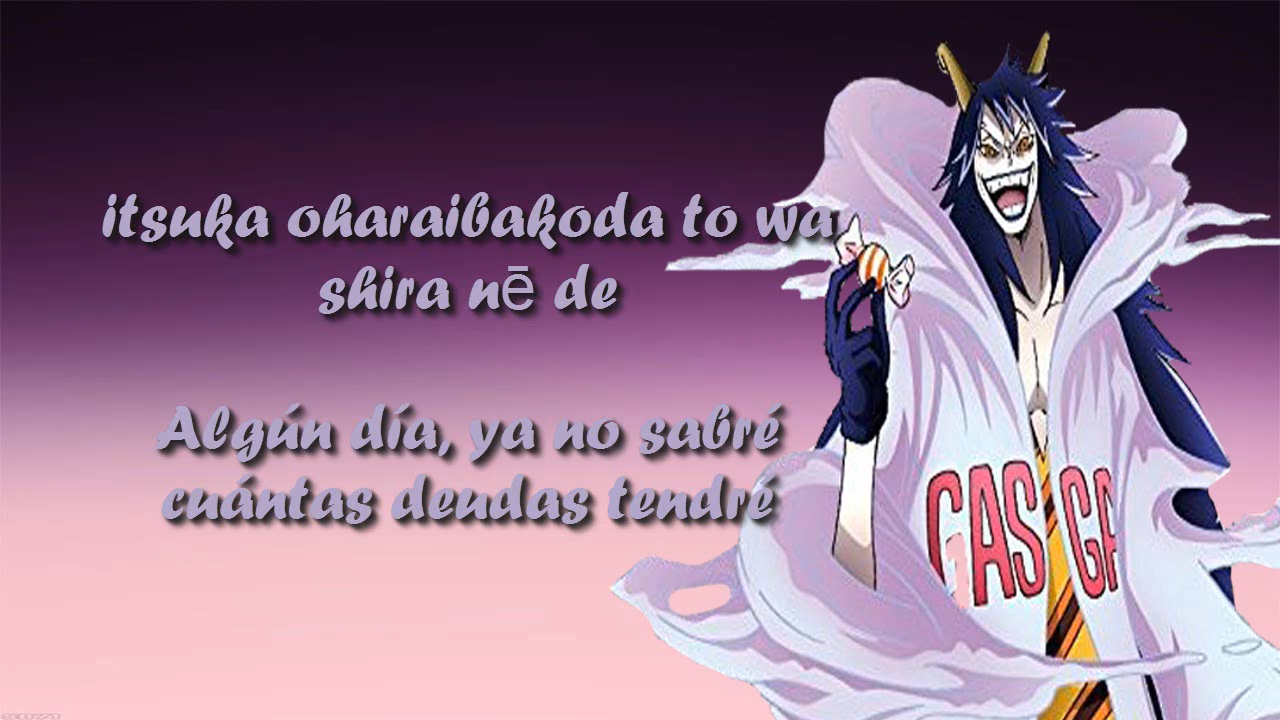 itsuka oharaibakoda to wa
shira nē de
Algún día, ya no sabré
cuántas deudas tendré
GAS GA